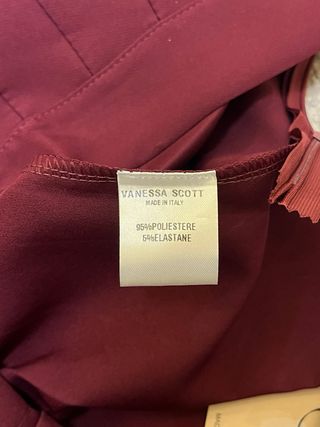 VANESSA SCOTT
MADE IN ITALY
95%POLIESTERE
5%ELASTANE